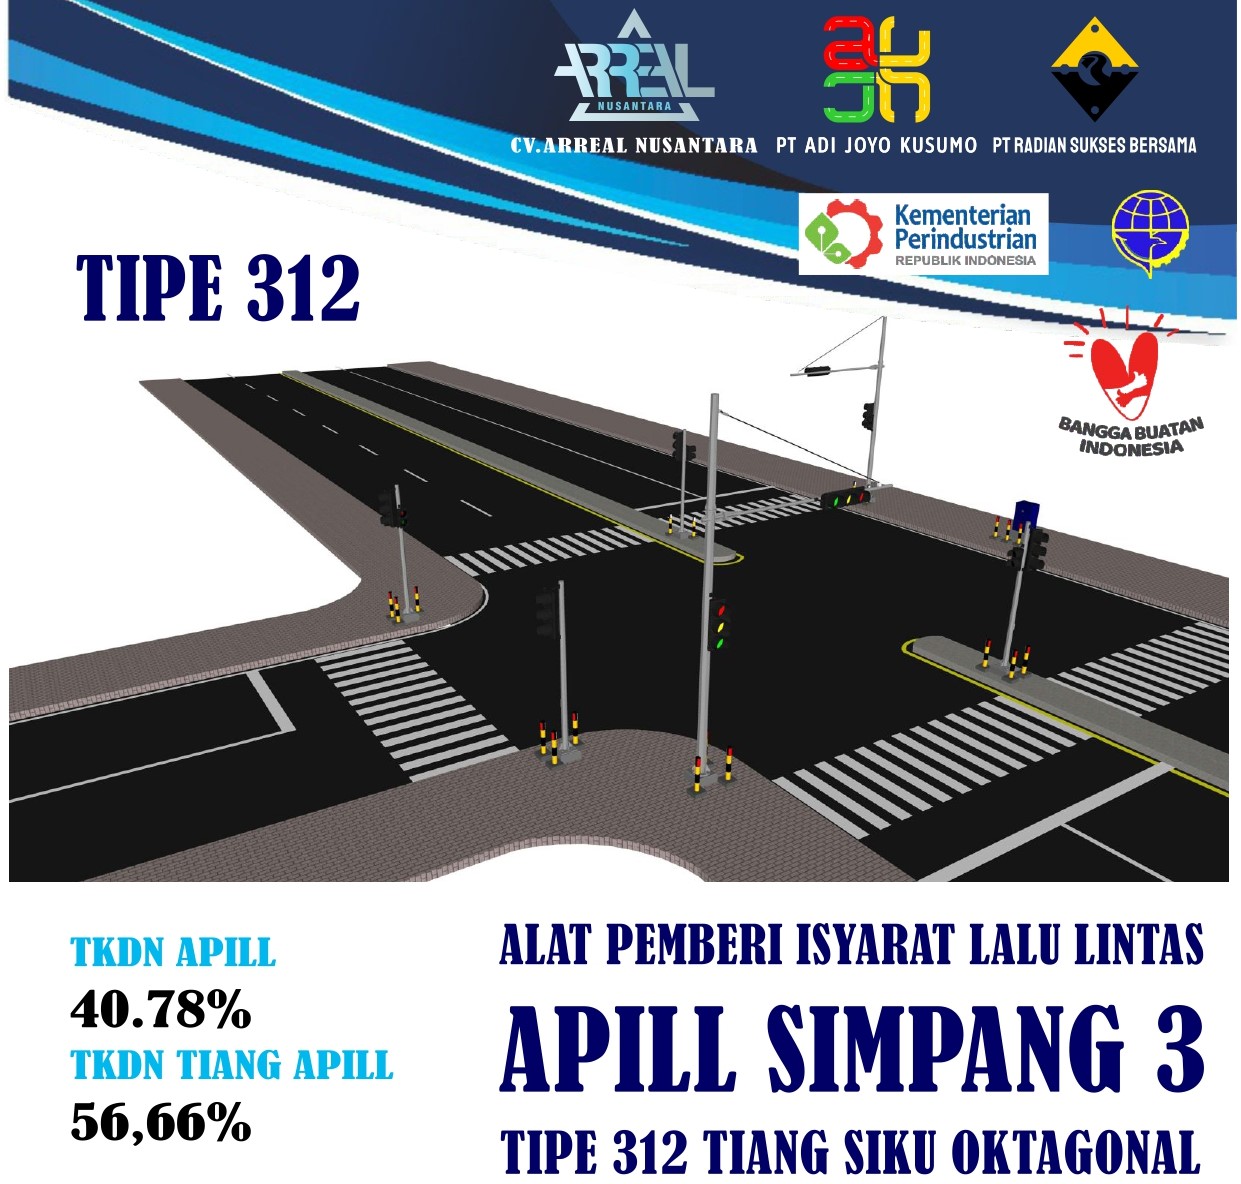 ARREAL
NUSANTARA
CV.ARREAL NUSANTARA
PT ADI JOYO KUSUMO
PT RADIAN SUKSES BERSAMA
Kementerian
Perindustrian
REPUBLIK INDONESIA
TIPE 312
BANGGA BUATAN
INDONESIA
TKDN APILL
40.78%
TKDN TIANG APILL
56,66%
ALAT PEMBERI ISYARAT LALU LINTAS
APILL SIMPANG 3
TIPE 312 TIANG SIKU OKTAGONAL